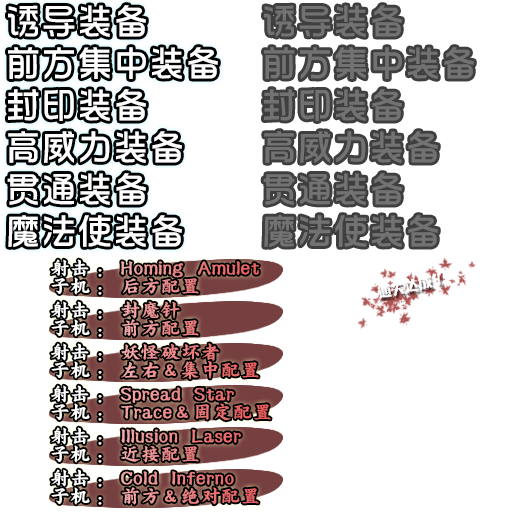 诱导装备
前方集中装备
封印装备
高威力装备
贯通装备
魔法使装备
诱导装备
前方集中装备
封印装备
高威力装备
贯通装备
魔法使装备
射击： Homing Amulet
子机： 后方配置
射击： 封魔针
子机： 前方配置
射击： 妖怪破坏者
子机： 左右＆集中配置
射击： Spread Star
子机： Trace＆固定配置
射击： Illusion Laser
子机： 近接配置
射击： Cold Inferno
子机： 前方＆绝对配置